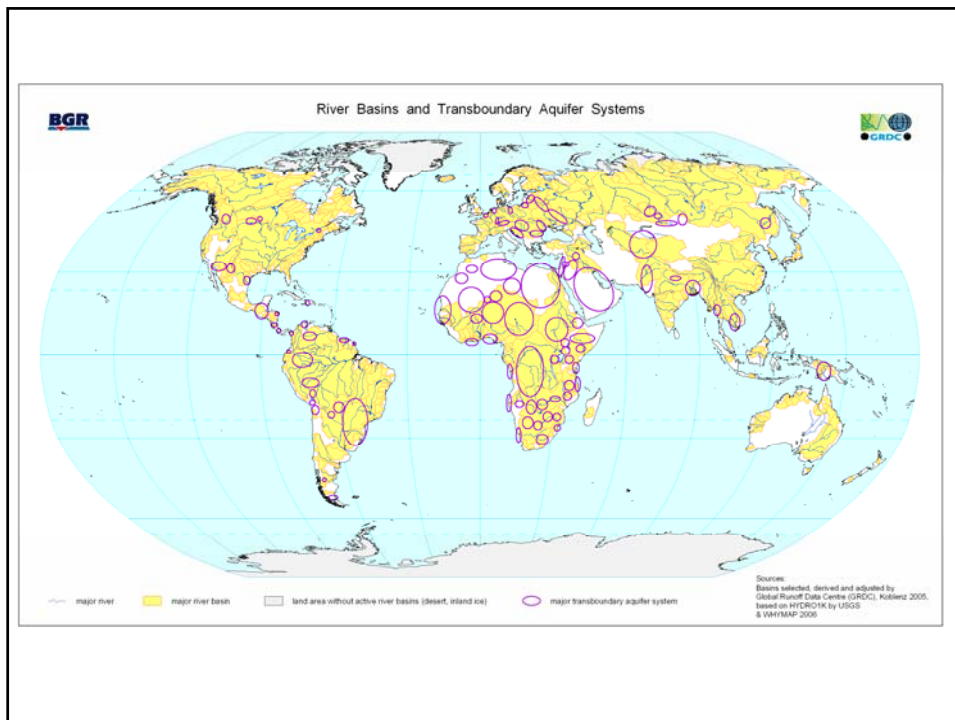 River Basins and Transboundary Aquifer Systems
BGR
GRDC
major river
major river basin
land area without active river basins (desert, inland ice)
major transboundary aquifer system
Sources:
Basins selected, derived and adjusted by
Global Runoff Data Centre (GRDC), Koblenz 2005,
based on HYDRO1K by USGS
& WHYMAP 2006